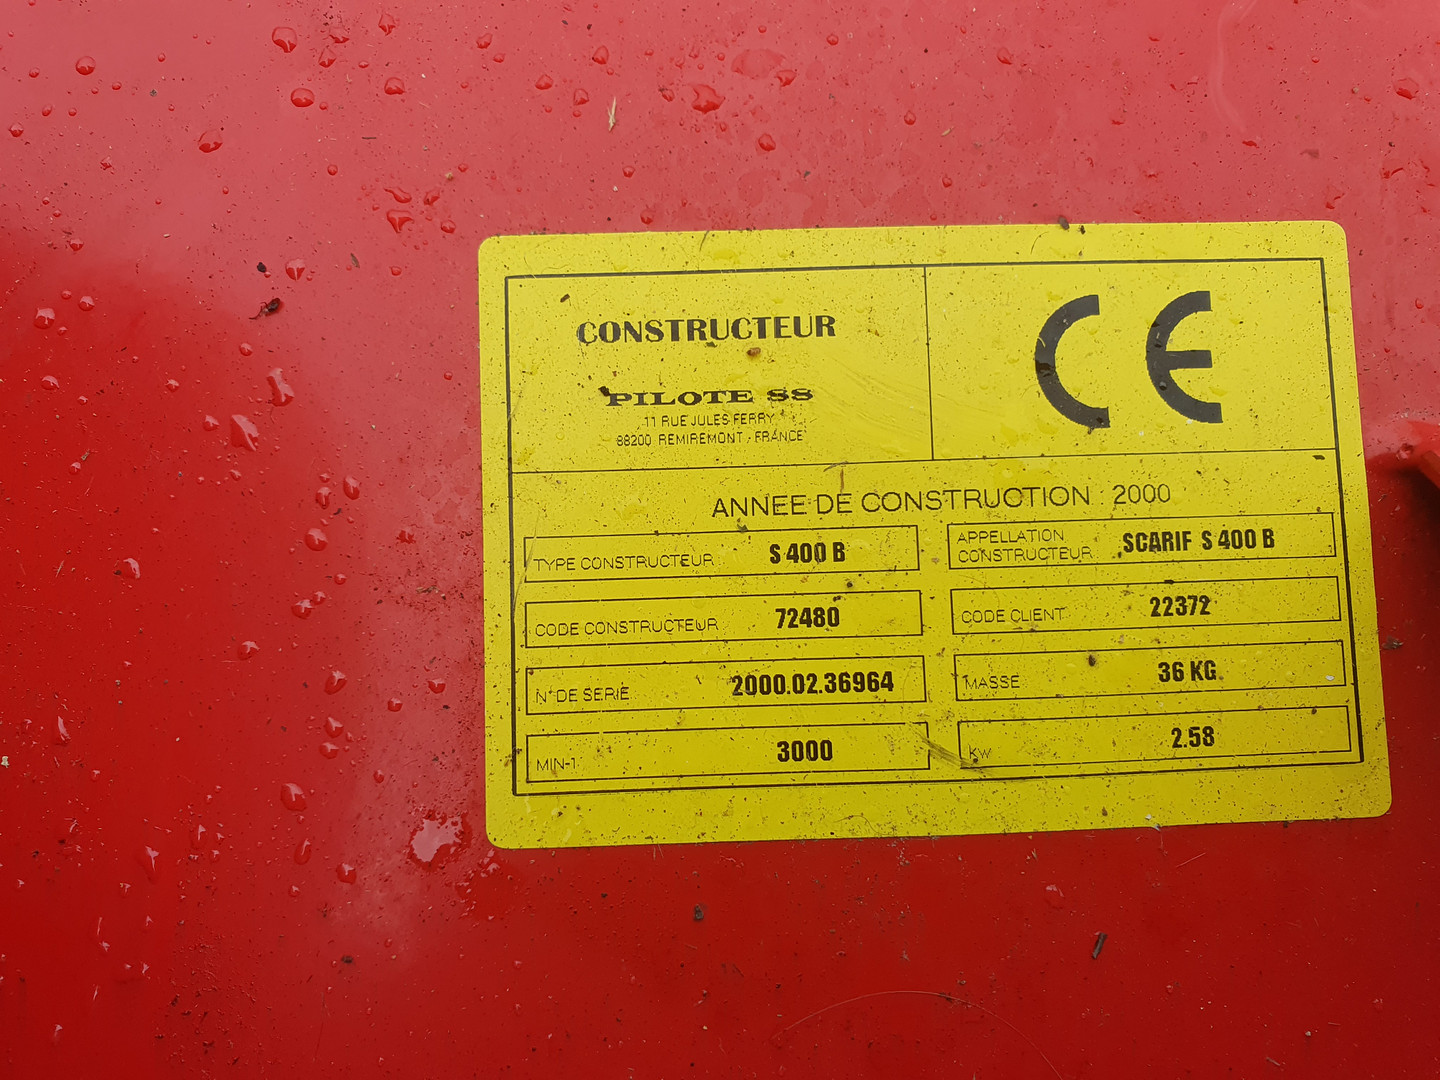 CONSTRUCTEUR
PILOTE 88
11 RUE JULES FERRY
88200 REMIREMONT - FRANCE
CE
ANNEE DE CONSTRUCTION : 2000
TYPE CONSTRUCTEUR S 400 B
APPELLATION CONSTRUCTEUR SCARIF S 400 B
CODE CONSTRUCTEUR 72480
CODE CLIENT 22372
N° DE SERIE 2000.02.36964
MASSE 36 KG
MIN-1 3000
KW 2.58